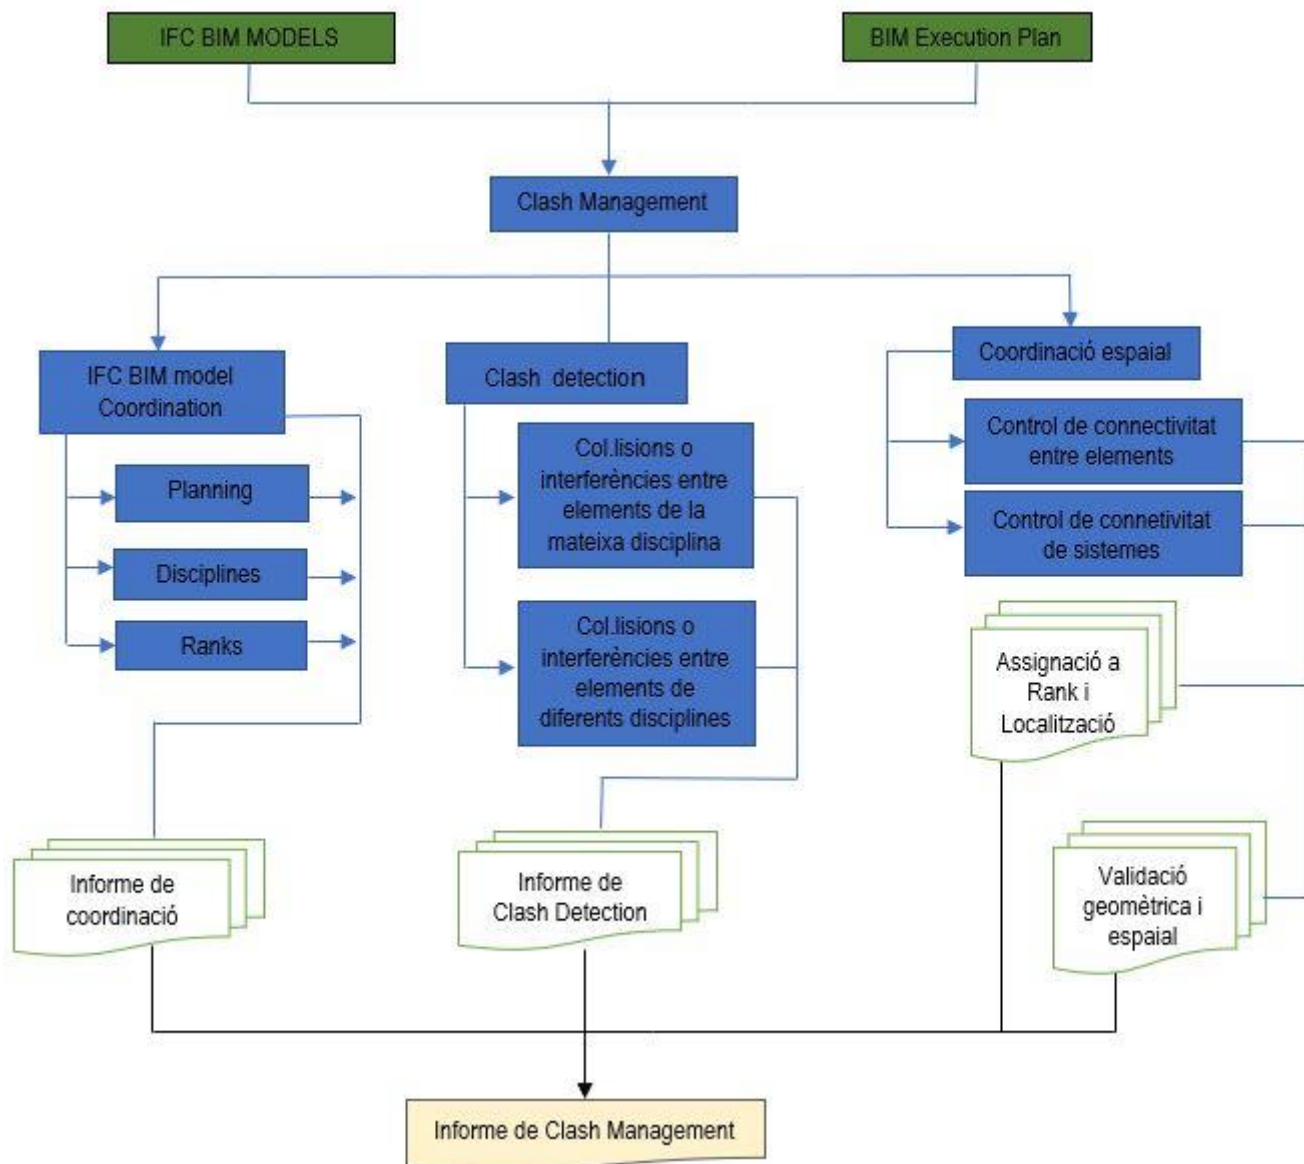 IFC BIM MODELS
BIM Execution Plan
Clash Management
IFC BIM model
Coordination
Planning
Disciplines
Ranks
Clash detection
Col.lisions o
interferències entre
elements de la
mateixa disciplina
Col.lisions o
interferències entre
elements de
diferents disciplines
Coordinació espaial
Control de connectivitat
entre elements
Control de connetivitat
de sistemes
Assignació a
Rank i
Localització
Informe de
coordinació
Informe de
Clash Detection
Validació
geomètrica i
espaial
Informe de Clash Management